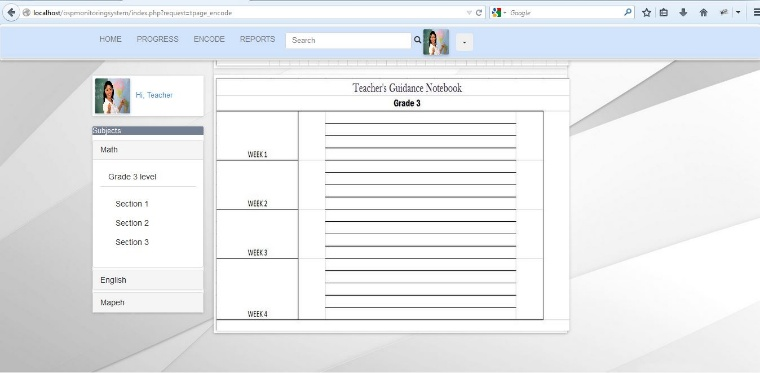 localhost/ospmonitoringsystem/index.php?request=tpage_encode
Google
HOME PROGRESS ENCODE REPORTS Search
Hi, Teacher
Subjects
Math
Grade 3 level
Section 1
Section 2
Section 3
English
Mapeh
Teacher's Guidance Notebook
Grade 3
WEEK 1
WEEK 2
WEEK 3
WEEK 4